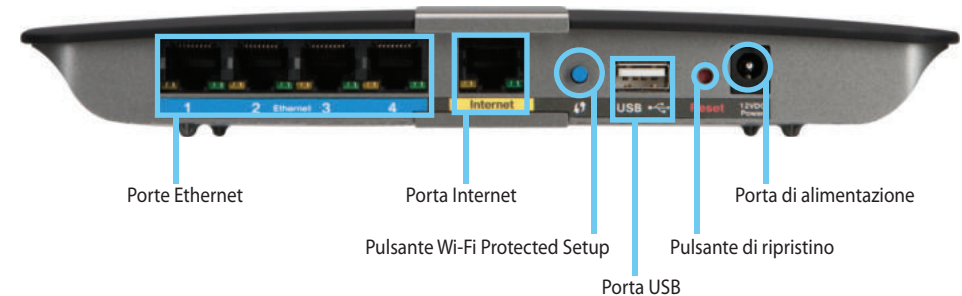 1 2 Ethernet 3 4
Internet
USB
Reset
12VDC
Power
Porte Ethernet
Porta Internet
Porta di alimentazione
Pulsante Wi-Fi Protected Setup
Pulsante di ripristino
Porta USB